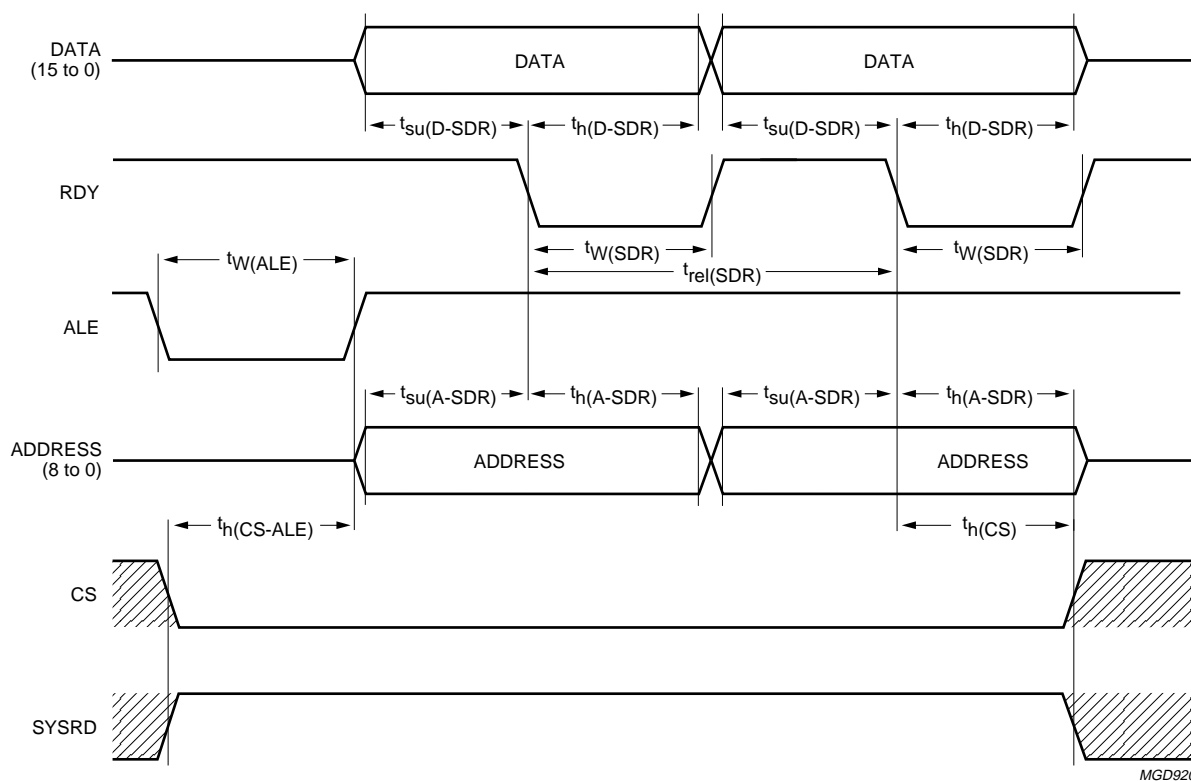 DATA
(15 to 0)
DATA
DATA
tsu(D-SDR)
th(D-SDR)
tsu(D-SDR)
th(D-SDR)
RDY
tW(SDR)
tW(SDR)
tW(ALE)
trel(SDR)
ALE
tsu(A-SDR)
th(A-SDR)
tsu(A-SDR)
th(A-SDR)
ADDRESS
(8 to 0)
ADDRESS
ADDRESS
th(CS-ALE)
th(CS)
CS
SYSRD